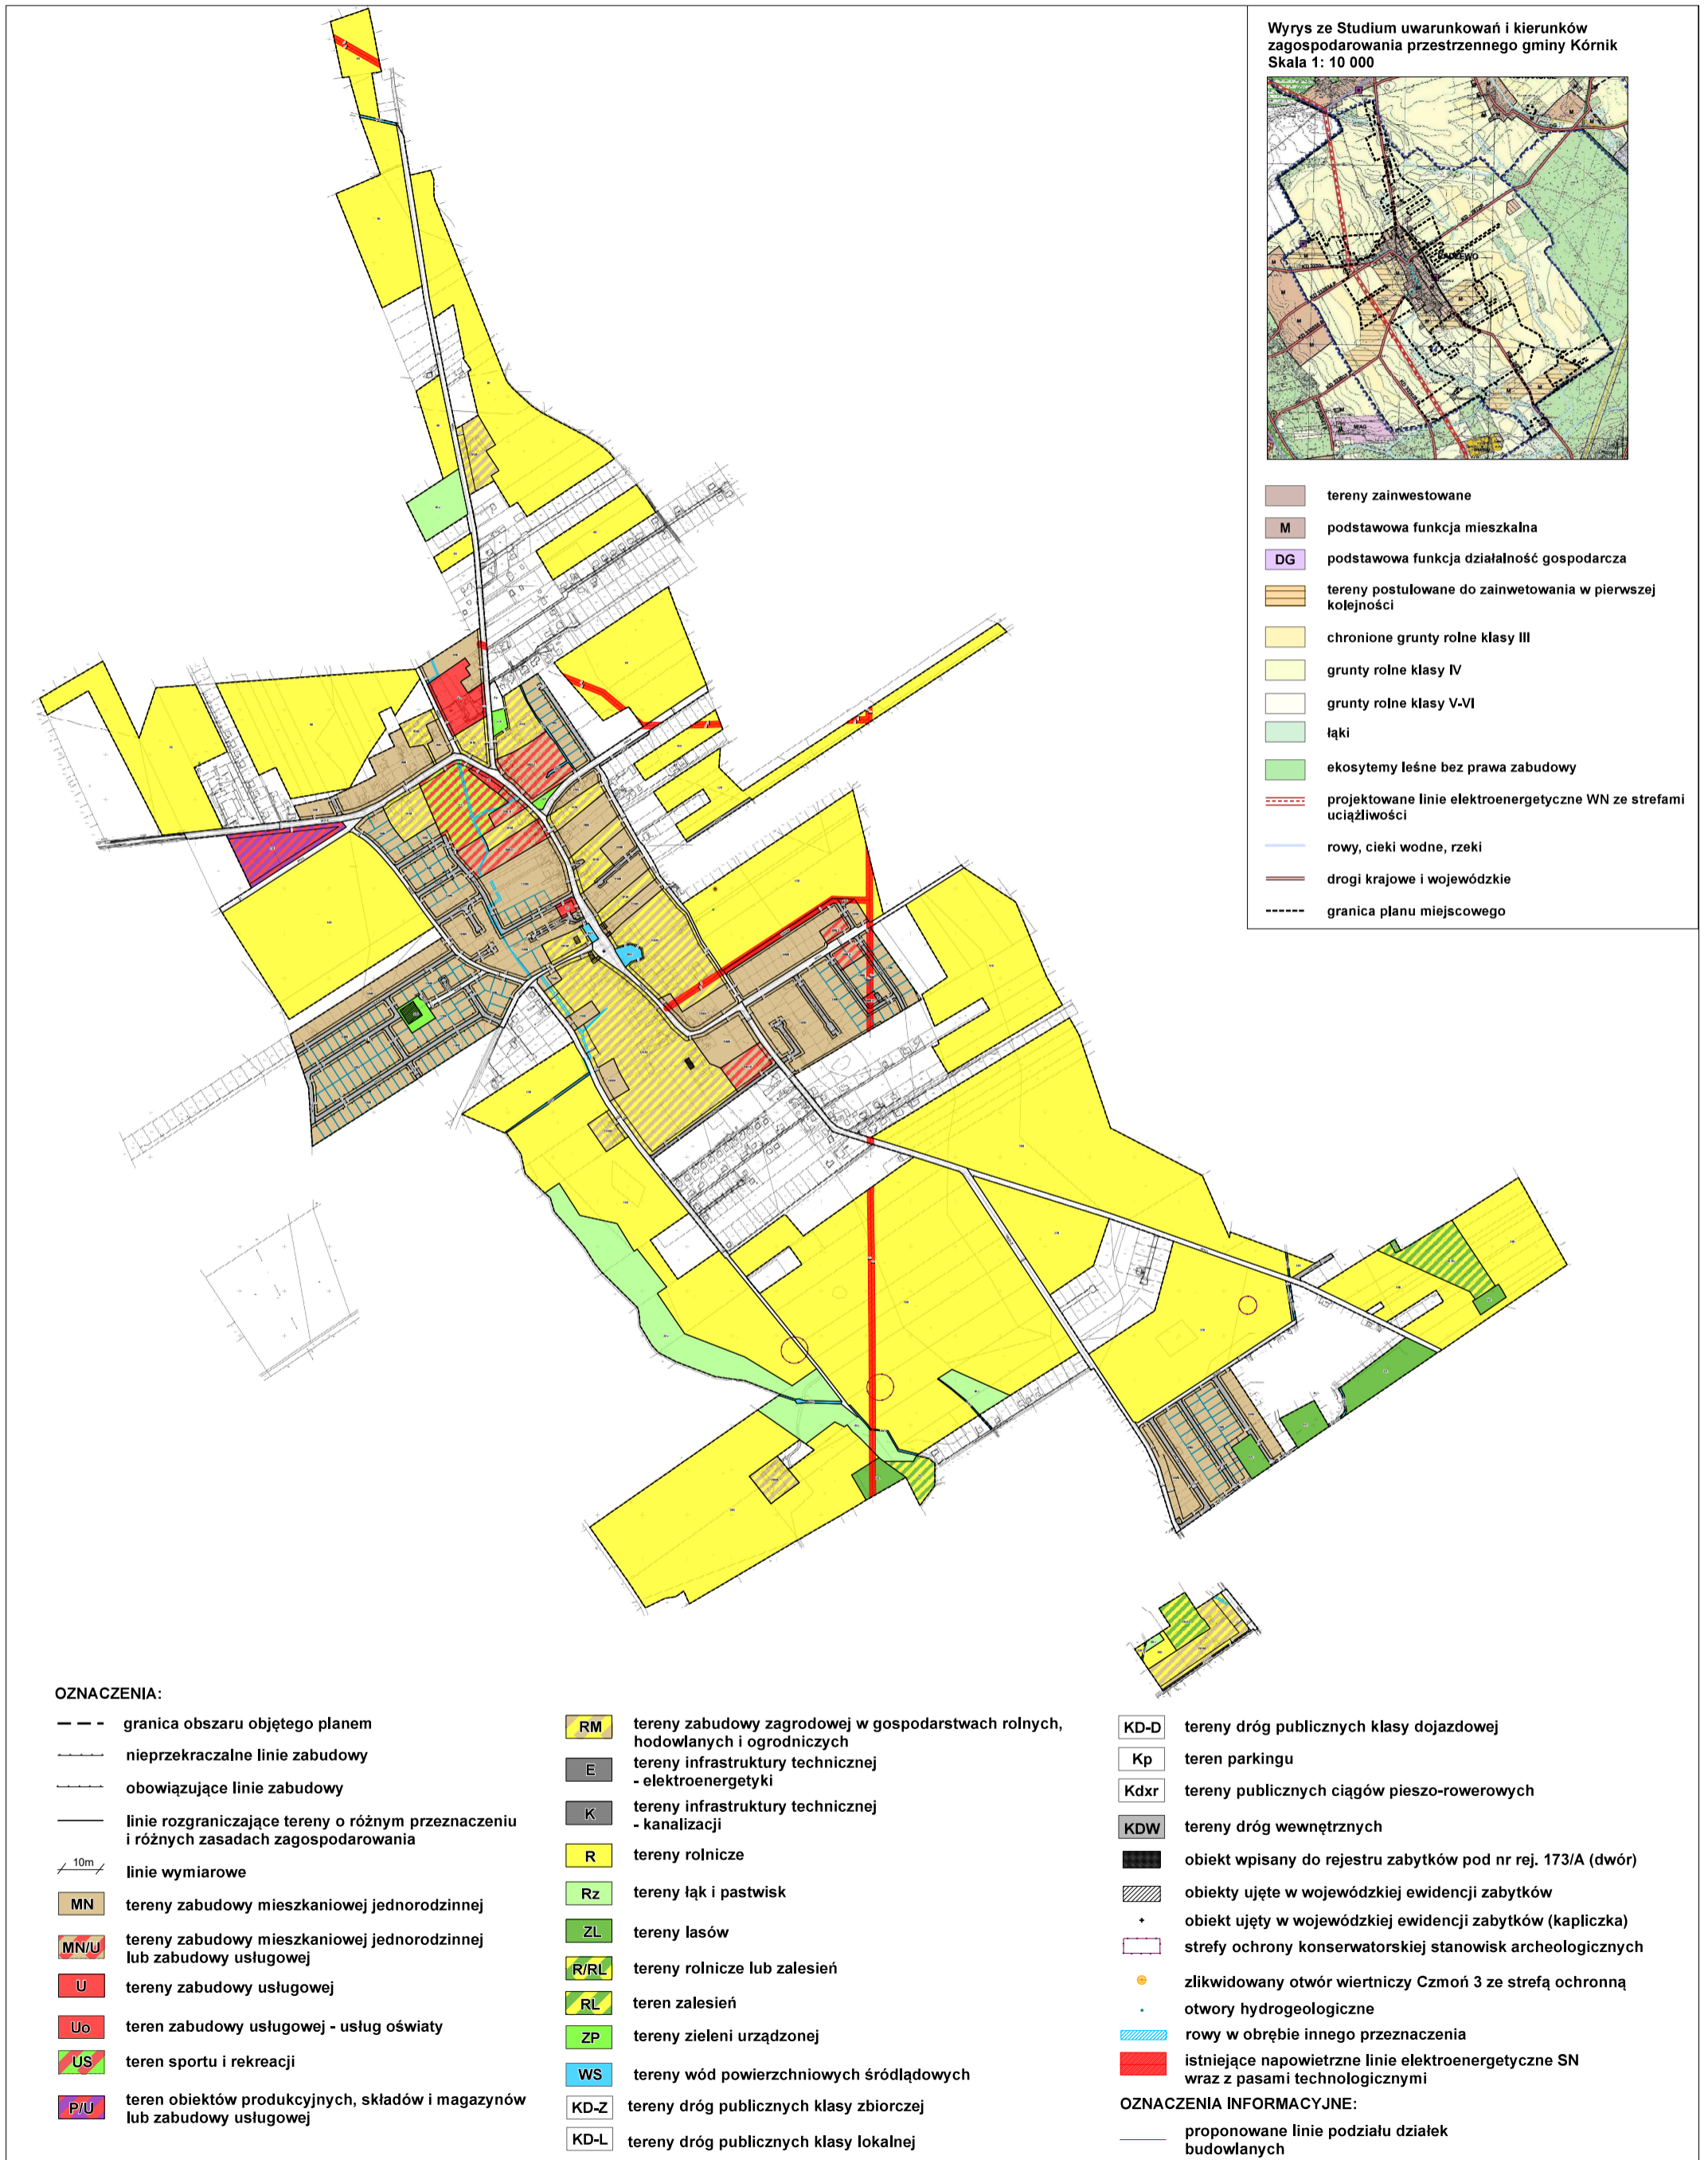 Wyrys ze Studium uwarunkowań i kierunków
zagospodarowania przestrzennego gminy Kórnik
Skala 1: 10 000
tereny zainwestowane
M
podstawowa funkcja mieszkalna
DG
podstawowa funkcja działalność gospodarcza
tereny postulowane do zainwetowania w pierwszej
kolejności
chronione grunty rolne klasy III
grunty rolne klasy IV
grunty rolne klasy V-VI
łąki
ekosytemy leśne bez prawa zabudowy
projektowane linie elektroenergetyczne WN ze strefami
uciążliwości
rowy, cieki wodne, rzeki
drogi krajowe i wojewódzkie
granica planu miejscowego
OZNACZENIA:
granica obszaru objętego planem
nieprzekraczalne linie zabudowy
obowiązujące linie zabudowy
linie rozgraniczające tereny o różnym przeznaczeniu
i różnych zasadach zagospodarowania
10m
linie wymiarowe
MN
tereny zabudowy mieszkaniowej jednorodzinnej
MN/U
tereny zabudowy mieszkaniowej jednorodzinnej
lub zabudowy usługowej
U
tereny zabudowy usługowej
Uo
teren zabudowy usługowej - usług oświaty
US
teren sportu i rekreacji
P/U
teren obiektów produkcyjnych, składów i magazynów
lub zabudowy usługowej
RM
tereny zabudowy zagrodowej w gospodarstwach rolnych,
hodowlanych i ogrodniczych
E
tereny infrastruktury technicznej
- elektroenergetyki
K
tereny infrastruktury technicznej
- kanalizacji
R
tereny rolnicze
Rz
tereny łąk i pastwisk
ZL
tereny lasów
R/RL
tereny rolnicze lub zalesień
RL
teren zalesień
ZP
tereny zieleni urządzonej
WS
tereny wód powierzchniowych śródlądowych
KD-Z
tereny dróg publicznych klasy zbiorczej
KD-L
tereny dróg publicznych klasy lokalnej
KD-D
tereny dróg publicznych klasy dojazdowej
Kp
teren parkingu
Kdxr
tereny publicznych ciągów pieszo-rowerowych
KDW
tereny dróg wewnętrznych
obiekt wpisany do rejestru zabytków pod nr rej. 173/A (dwór)
obiekty ujęte w wojewódzkiej ewidencji zabytków
obiekt ujęty w wojewódzkiej ewidencji zabytków (kapliczka)
strefy ochrony konserwatorskiej stanowisk archeologicznych
zlikwidowany otwór wiertniczy Czmoń 3 ze strefą ochronną
otwory hydrogeologiczne
rowy w obrębie innego przeznaczenia
istniejące napowietrzne linie elektroenergetyczne SN
wraz z pasami technologicznymi
OZNACZENIA INFORMACYJNE:
proponowane linie podziału działek
budowlanych